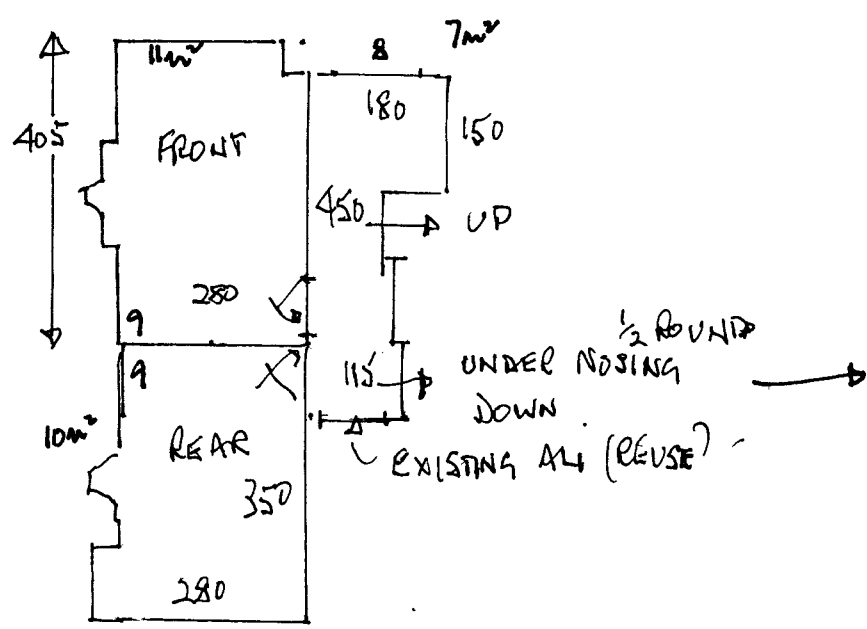 11m²
8
7m²
180
405
FRONT
150
450
UP
280
9
9
1/2 ROUND
115
UNDER NOSING
DOWN
10m²
REAR
EXISTING ALI (REUSE?)
350
280